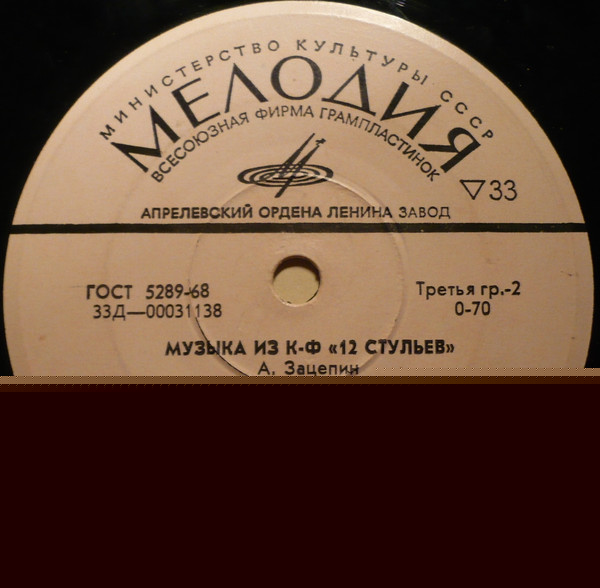 МИНИСТЕРСТВО КУЛЬТУРЫ СССР
МЕЛОДИЯ
ВСЕСОЮЗНАЯ ФИРМА ГРАМПЛАСТИНОК
33
АПРЕЛЕВСКИЙ ОРДЕНА ЛЕНИНА ЗАВОД
ГОСТ 5289-68 Третья гр.-2
33Д—00031138 0-70
МУЗЫКА ИЗ К-Ф «12 СТУЛЬЕВ»
А. Зацепин